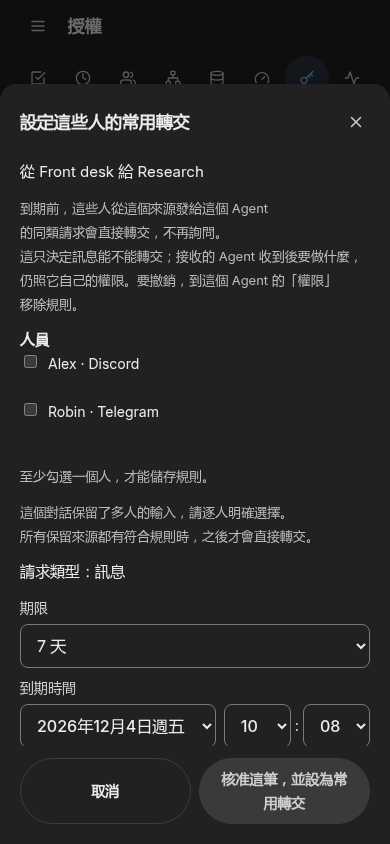 授權
設定這些人的常用轉交
從 Front desk 給 Research
到期前，這些人從這個來源發給這個 Agent
的同類請求會直接轉交，不再詢問。
這只決定訊息能不能轉交；接收的 Agent 收到後要做什麼，
仍照它自己的權限。要撤銷，到這個 Agent 的「權限」
移除規則。
人員
Alex · Discord
Robin · Telegram
至少勾選一個人，才能儲存規則。
這個對話保留了多人的輸入，請逐人明確選擇。
所有保留來源都有符合規則時，之後才會直接轉交。
請求類型：訊息
期限
7 天
到期時間
2026年12月4日週五 10 : 08
取消
核准這筆，並設為常
用轉交